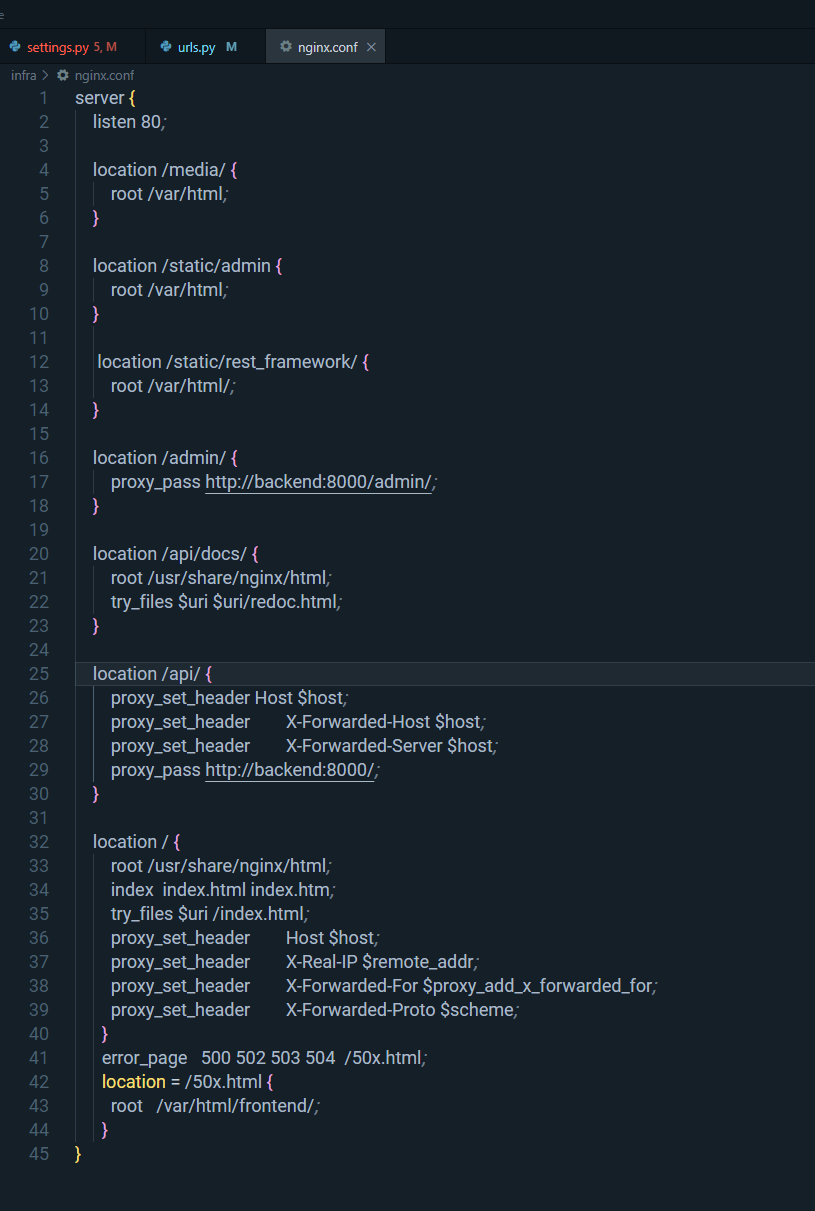 e
settings.py 5, M
urls.py M
nginx.conf
infra > nginx.conf
1 server {
2 listen 80;
3
4 location /media/ {
5 root /var/html;
6 }
7
8 location /static/admin {
9 root /var/html;
10 }
11
12 location /static/rest_framework/ {
13 root /var/html/;
14 }
15
16 location /admin/ {
17 proxy_pass http://backend:8000/admin/;
18 }
19
20 location /api/docs/ {
21 root /usr/share/nginx/html;
22 try_files $uri $uri/redoc.html;
23 }
24
25 location /api/ {
26 proxy_set_header Host $host;
27 proxy_set_header X-Forwarded-Host $host;
28 proxy_set_header X-Forwarded-Server $host;
29 proxy_pass http://backend:8000/;
30 }
31
32 location / {
33 root /usr/share/nginx/html;
34 index index.html index.htm;
35 try_files $uri /index.html;
36 proxy_set_header Host $host;
37 proxy_set_header X-Real-IP $remote_addr;
38 proxy_set_header X-Forwarded-For $proxy_add_x_forwarded_for;
39 proxy_set_header X-Forwarded-Proto $scheme;
40 }
41 error_page 500 502 503 504 /50x.html;
42 location = /50x.html {
43 root /var/html/frontend/;
44 }
45 }